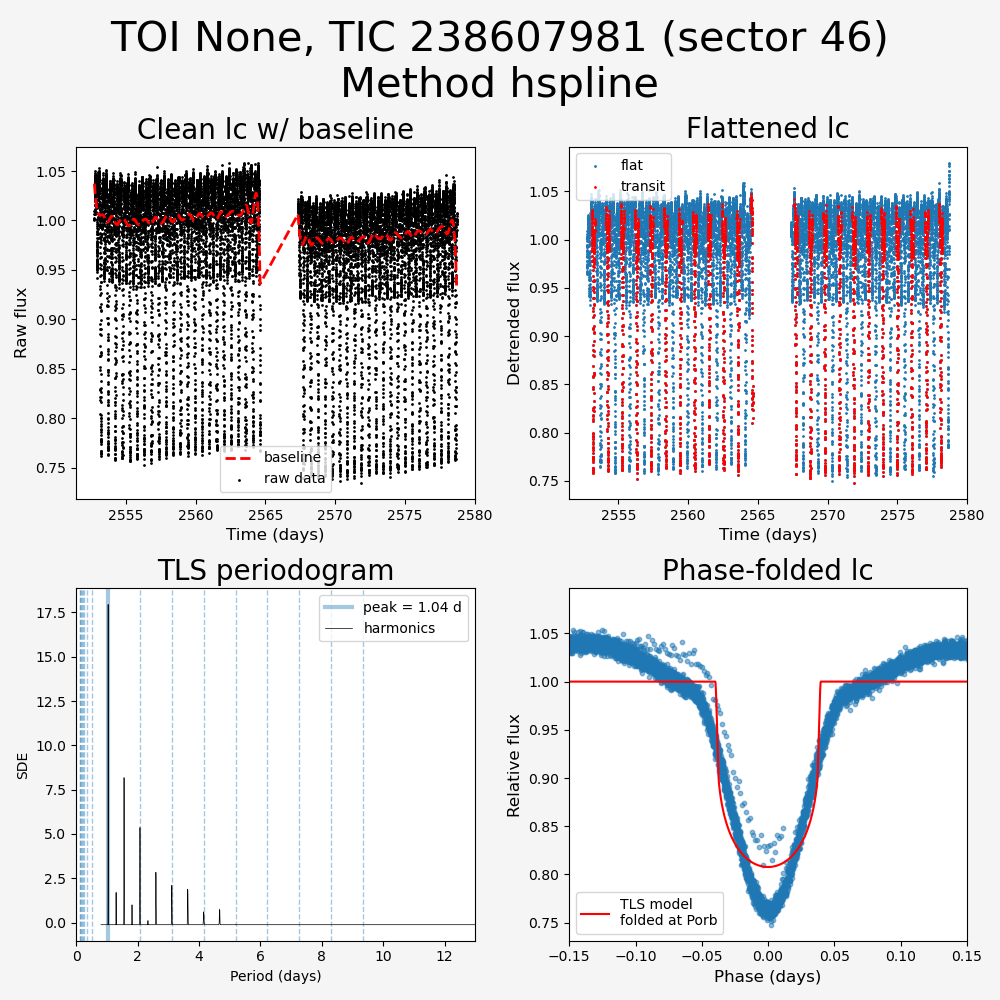 TOI None, TIC 238607981 (sector 46)
Method hspline
Clean lc w/ baseline
Raw flux
1.05
1.00
0.95
0.90
0.85
0.80
0.75
baseline
raw data
2555
2560
2565
2570
2575
2580
Time (days)
Flattened lc
Detrended flux
1.05
1.00
0.95
0.90
0.85
0.80
0.75
flat
transit
2555
2560
2565
2570
2575
2580
Time (days)
TLS periodogram
SDE
17.5
15.0
12.5
10.0
7.5
5.0
2.5
0.0
peak = 1.04 d
harmonics
0
2
4
6
8
10
12
Period (days)
Phase-folded lc
Relative flux
1.05
1.00
0.95
0.90
0.85
0.80
0.75
TLS model
folded at Porb
−0.15
−0.10
−0.05
0.00
0.05
0.10
0.15
Phase (days)